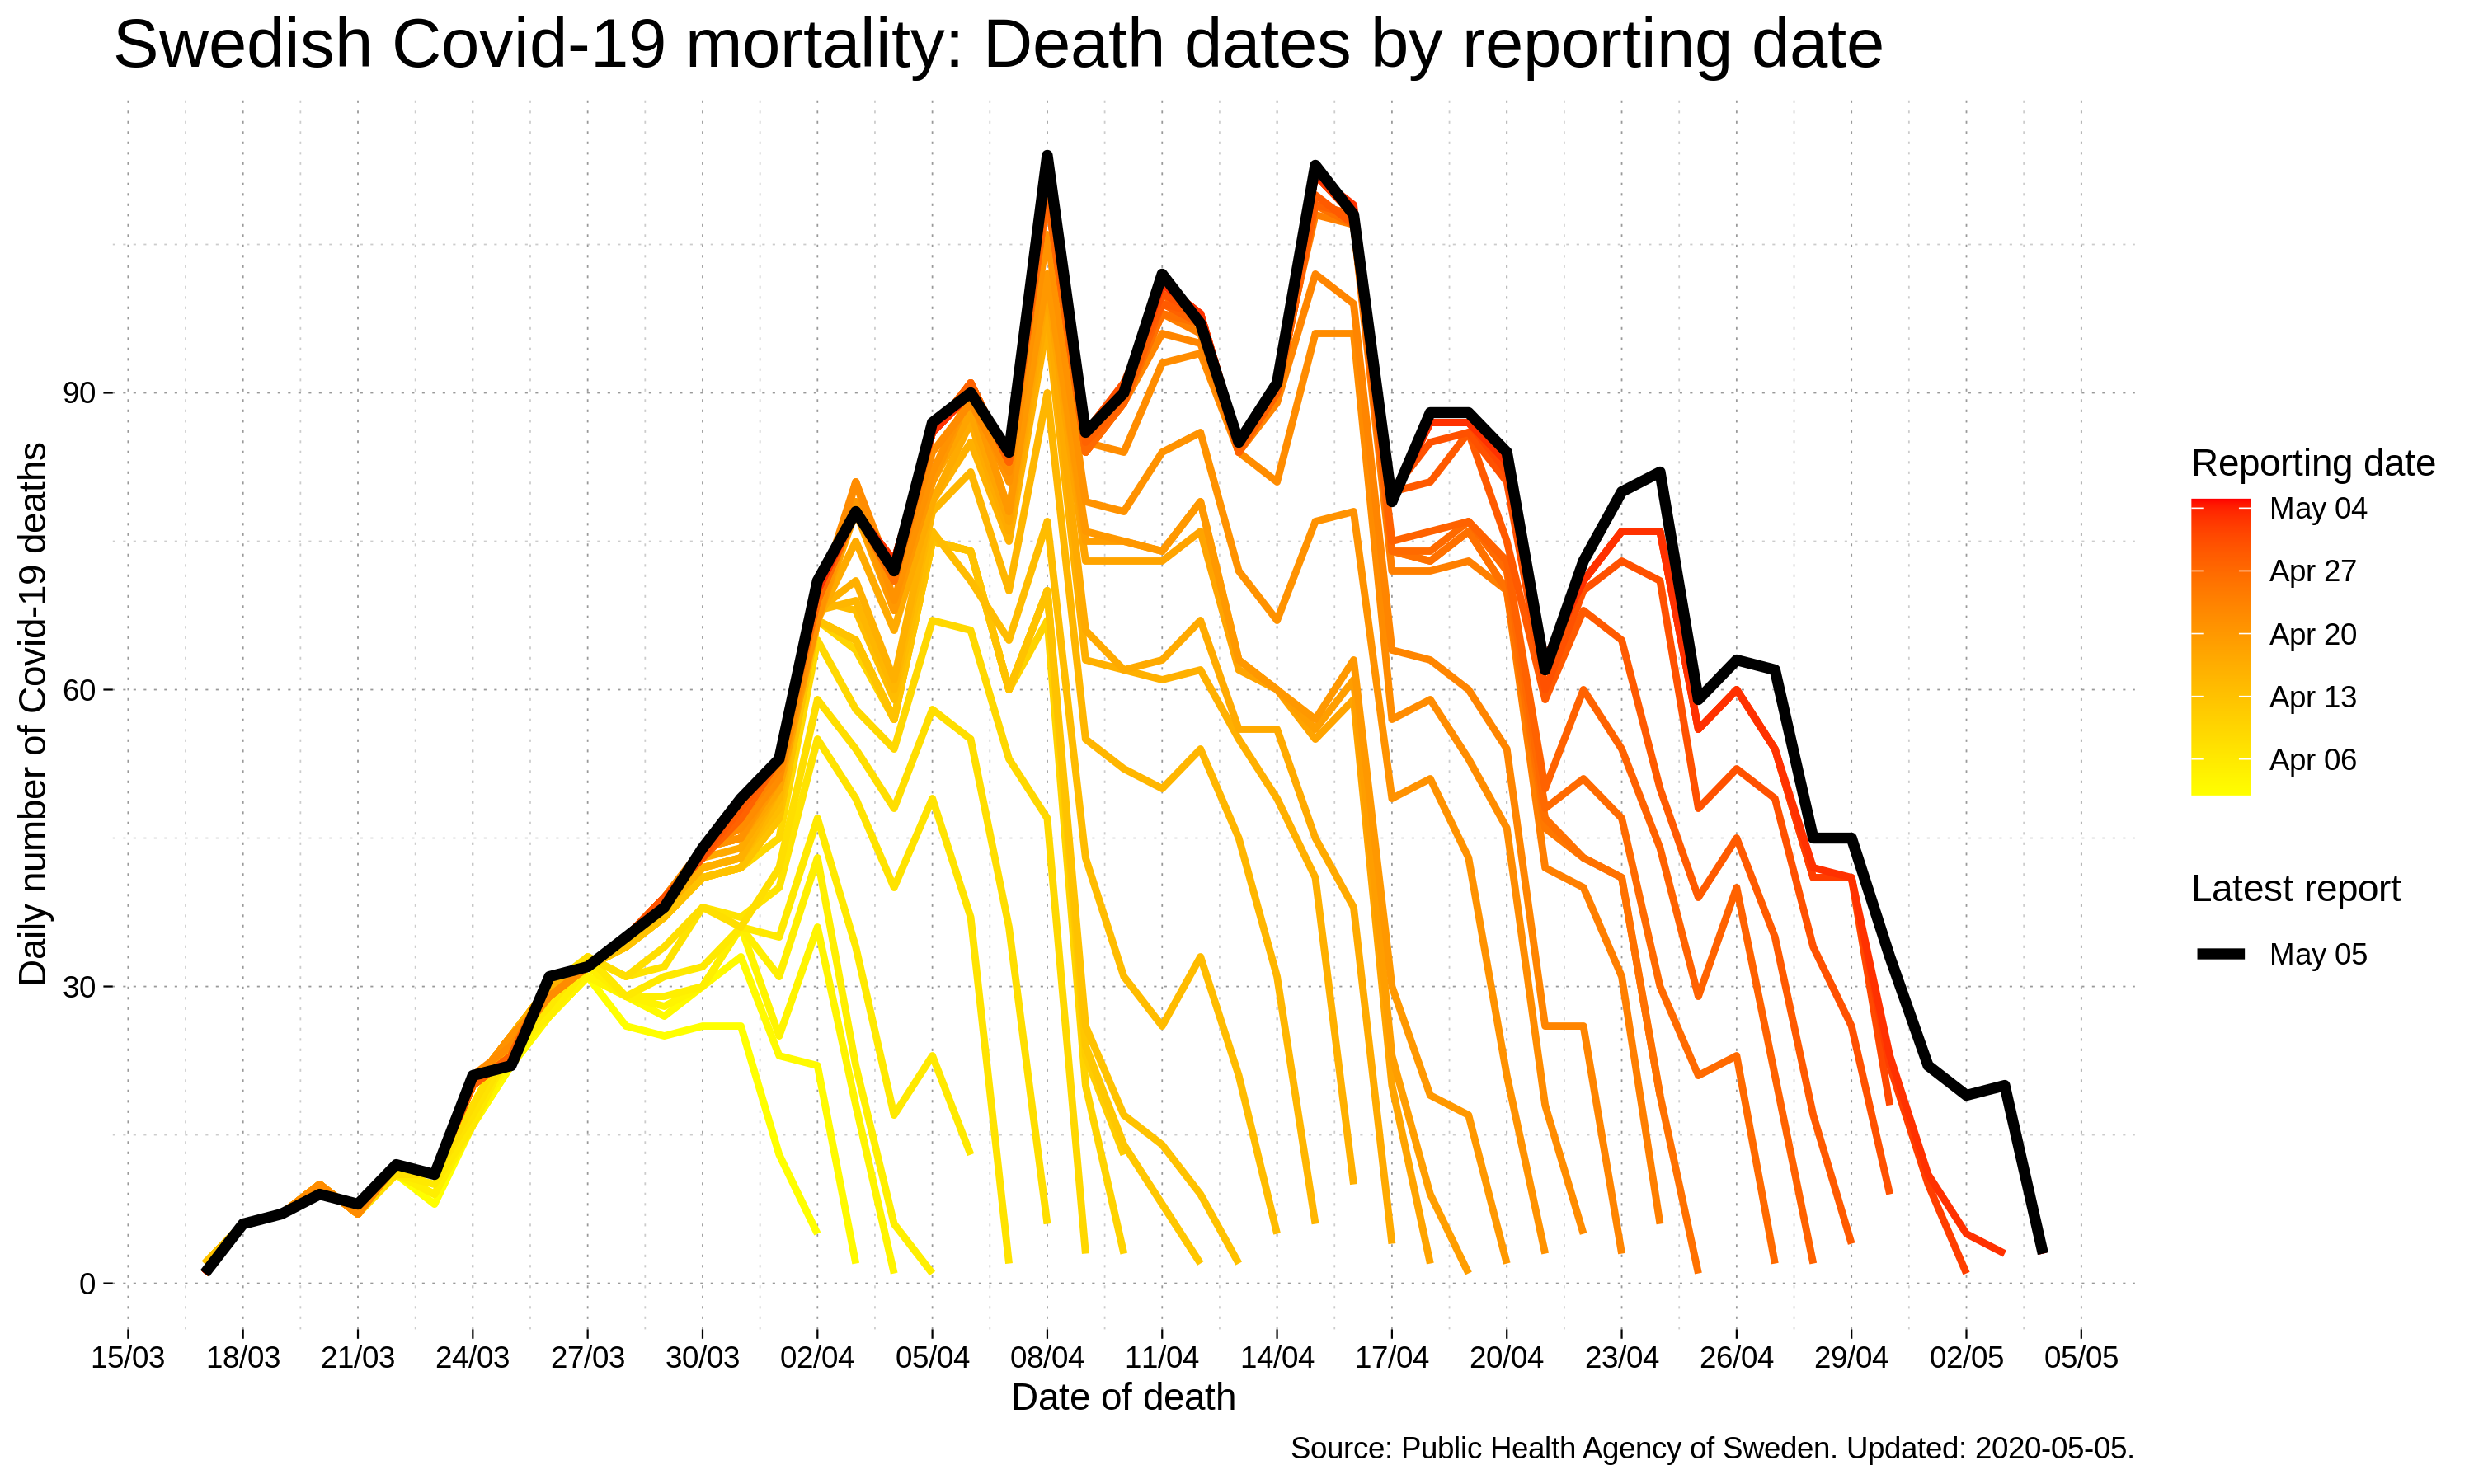 Swedish Covid-19 mortality: Death dates by reporting date
Daily number of Covid-19 deaths
90
60
30
0
15/03 18/03 21/03 24/03 27/03 30/03 02/04 05/04 08/04 11/04 14/04 17/04 20/04 23/04 26/04 29/04 02/05 05/05
Date of death
Reporting date
May 04
Apr 27
Apr 20
Apr 13
Apr 06
Latest report
May 05
Source: Public Health Agency of Sweden. Updated: 2020-05-05.